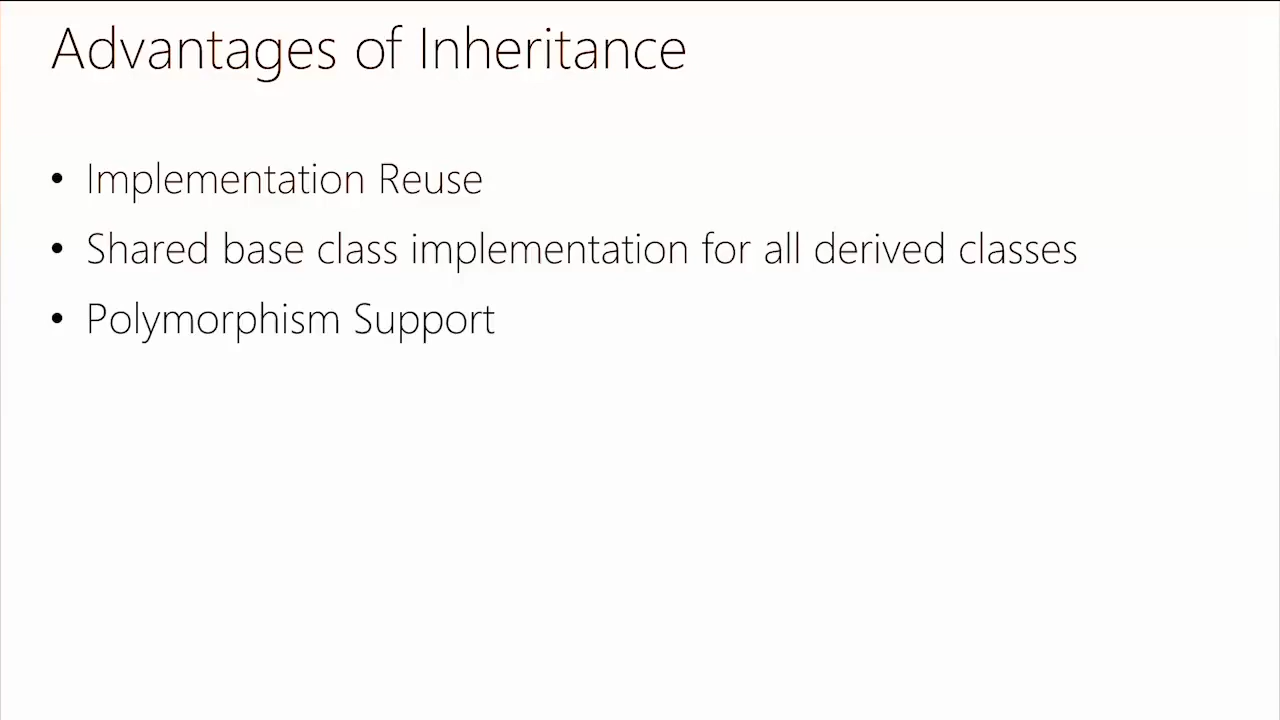 Advantages of Inheritance
• Implementation Reuse
• Shared base class implementation for all derived classes
• Polymorphism Support